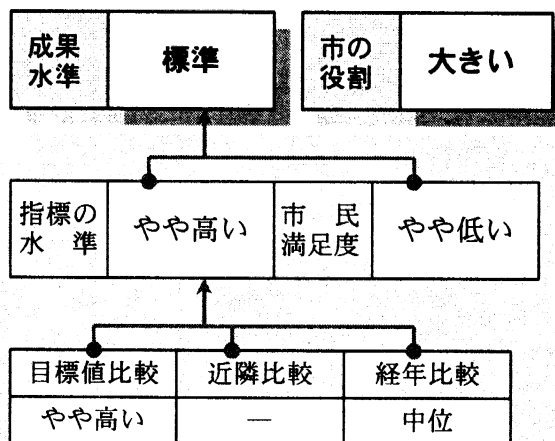 成果
水準
標準
市の
役割
大きい
指標の
水 準
やや高い
市 民
満足度
やや低い
目標値比較
近隣比較
経年比較
やや高い
―
中位